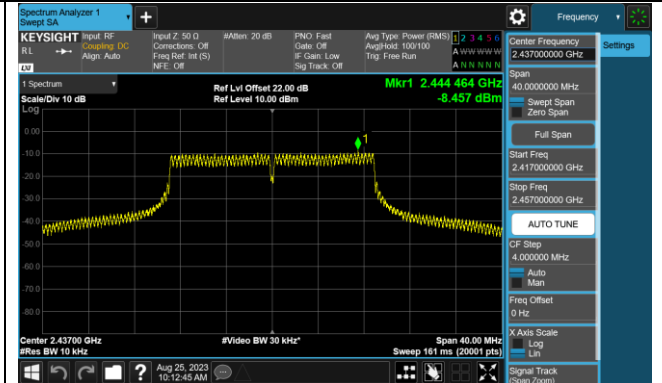 Spectrum Analyzer 1
Swept SA
+
Frequency
KEYSIGHT
RL
LXI
Input: RF
Coupling: DC
Align: Auto
Input Z: 50 Ω
Corrections: Off
Freq Ref: Int (S)
NFE: Off
#Atten: 20 dB
PNO: Fast
Gate: Off
IF Gain: Low
Sig Track: Off
Avg Type: Power (RMS)
Avg|Hold: 100/100
Trig: Free Run
1 2 3 4 5 6
A W W W W W
A N N N N N
1 Spectrum
Scale/Div 10 dB
Log
Ref Lvl Offset 22.00 dB
Ref Level 10.00 dBm
Mkr1 2.444 464 GHz
-8.457 dBm
1
0.00
-10.0
-20.0
-30.0
-40.0
-50.0
-60.0
-70.0
-80.0
Center 2.43700 GHz
#Res BW 10 kHz
#Video BW 30 kHz*
Span 40.00 MHz
Sweep 161 ms (20001 pts)
?
Aug 25, 2023
10:12:45 AM
Center Frequency
2.437000000 GHz
Settings
Span
40.0000000 MHz
Swept Span
Zero Span
Full Span
Start Freq
2.417000000 GHz
Stop Freq
2.457000000 GHz
AUTO TUNE
CF Step
4.000000 MHz
Auto
Man
Freq Offset
0 Hz
X Axis Scale
Log
Lin
Signal Track
(Span Zoom)